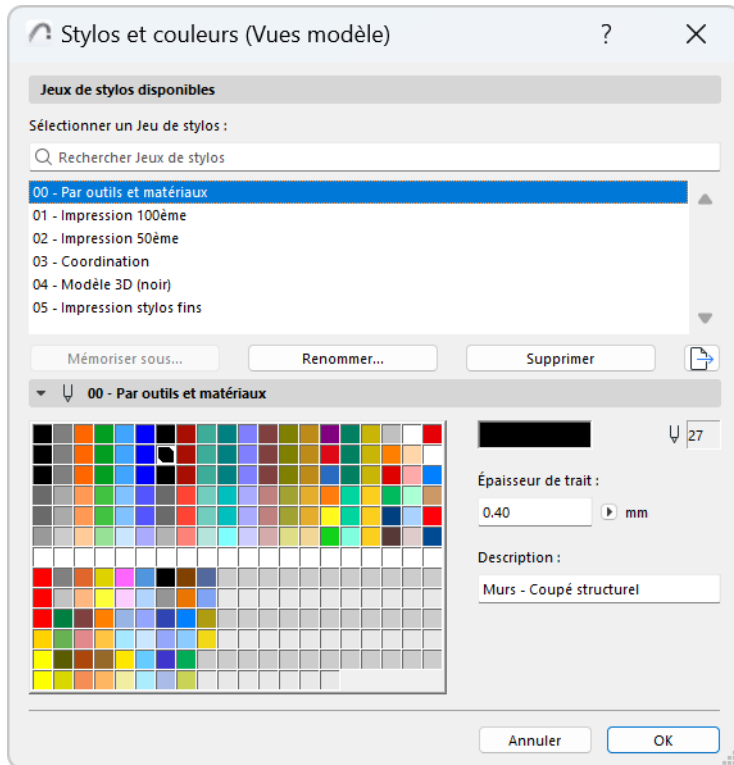 Stylos et couleurs (Vues modèle) ?
Jeux de stylos disponibles
Sélectionner un Jeu de stylos :
Rechercher Jeux de stylos
00 - Par outils et matériaux
01 - Impression 100ème
02 - Impression 50ème
03 - Coordination
04 - Modèle 3D (noir)
05 - Impression stylos fins
Mémoriser sous... Renommer... Supprimer
00 - Par outils et matériaux
27
Épaisseur de trait :
0.40 mm
Description :
Murs - Coupé structurel
Annuler OK